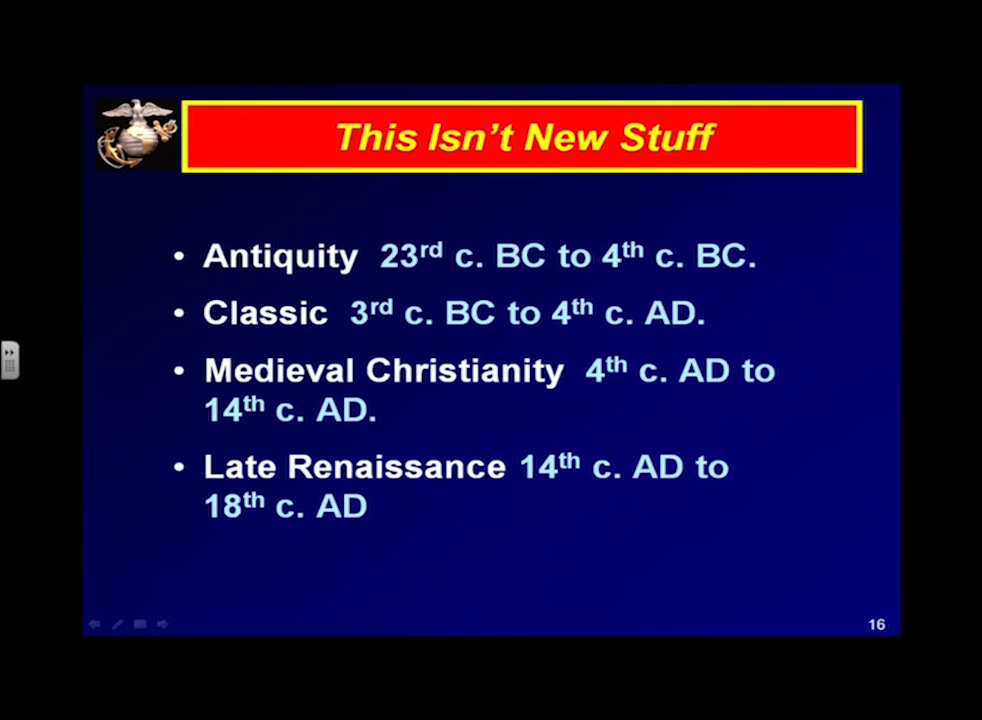 This Isn't New Stuff
• Antiquity 23rd c. BC to 4th c. BC.
• Classic 3rd c. BC to 4th c. AD.
• Medieval Christianity 4th c. AD to
14th c. AD.
• Late Renaissance 14th c. AD to
18th c. AD
16